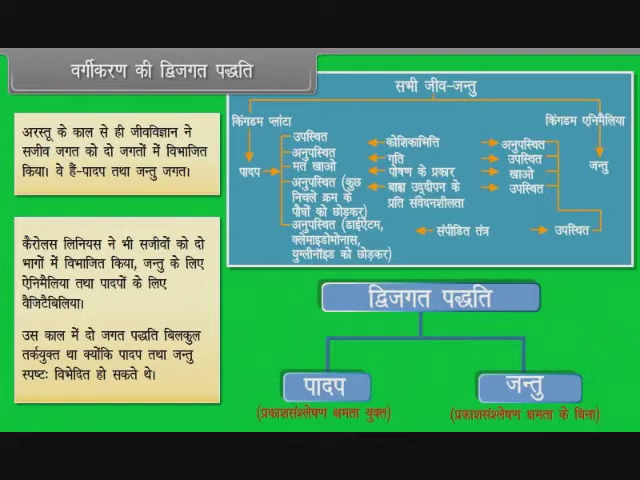 वर्गीकरण की द्विजगत पद्धति
अरस्तू के काल से ही जीवविज्ञान ने
सजीव जगत को दो जगतों में विभाजित
किया। वे हैं-पादप तथा जन्तु जगत।
कैरोलस लिनियस ने भी सजीवों को दो
भागों में विभाजित किया, जन्तु के लिए
ऐनिमैलिया तथा पादपों के लिए
वैजिटैबिलिया।
उस काल में दो जगत पद्धति बिलकुल
तर्कयुक्त था क्योंकि पादप तथा जन्तु
स्पष्टः विभेदित हो सकते थे।
सभी जीव-जन्तु
किंगडम प्लांटा
किंगडम एनिमैलिया
उपस्थित कोशिकाभित्ति अनुपस्थित
अनुपस्थित गति उपस्थित
पादप मत खाओ पोषण के प्रकार खाओ जन्तु
अनुपस्थित (कुछ बाह्य उद्दीपन के उपस्थित
निचले क्रम के प्रति संवेदनशीलता
पौधों को छोड़कर)
अनुपस्थित (डाईऐटम, संपीडित तंत्र उपस्थित
क्लेमाइडोमोनास,
युग्लीनॉइड को छोड़कर)
द्विजगत पद्धति
पादप
जन्तु
(प्रकाशसंश्लेषण क्षमता युक्त)
(प्रकाशसंश्लेषण क्षमता के बिना)